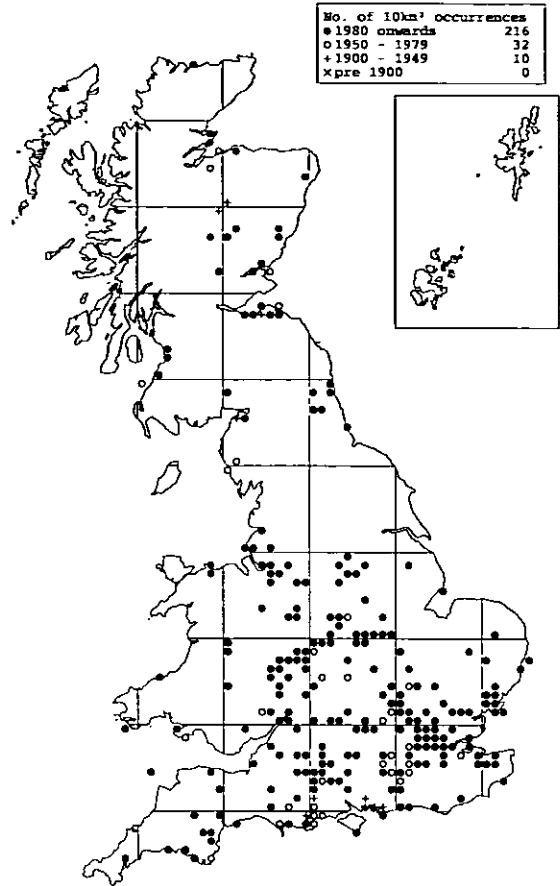 No. of 10km² occurrences
● 1980 onwards 216
○ 1950 - 1979 32
+ 1900 - 1949 10
× pre 1900 0